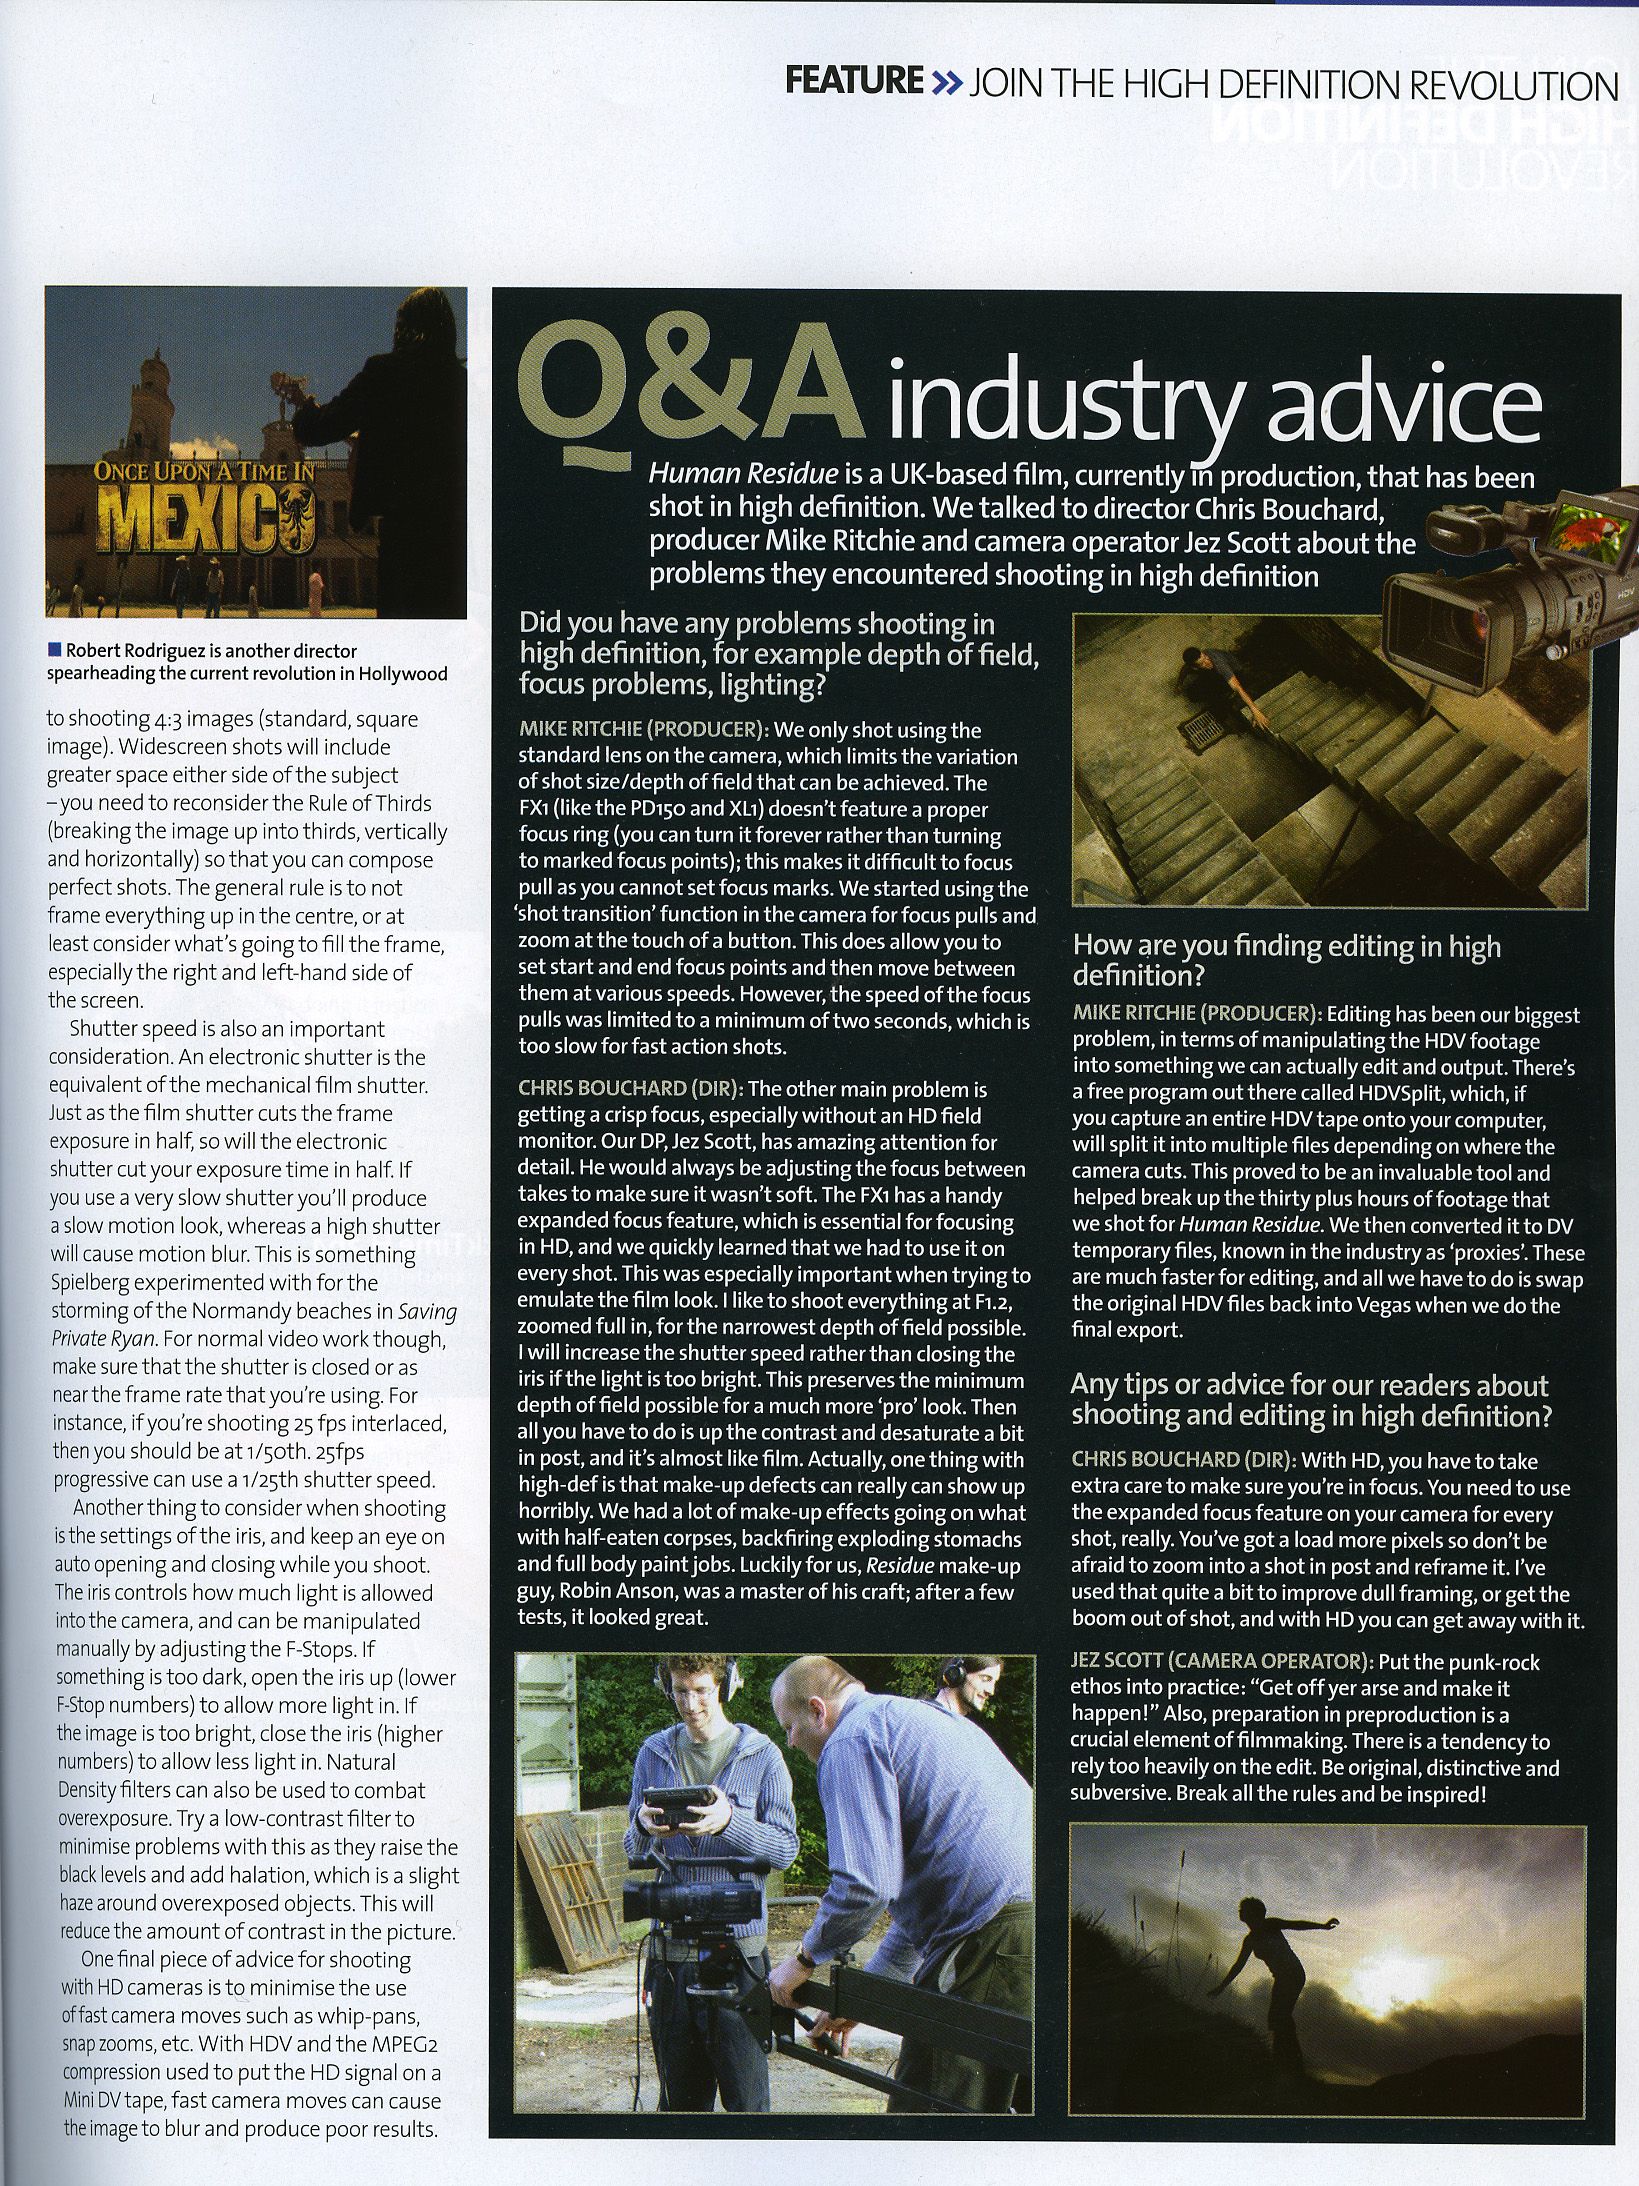 FEATURE >> JOIN THE HIGH DEFINITION REVOLUTION
HIGH DEFINITION
REVOLUTION
ONCE UPON A TIME IN
MEXICO
■ Robert Rodriguez is another director
spearheading the current revolution in Hollywood
to shooting 4:3 images (standard, square
image). Widescreen shots will include
greater space either side of the subject
– you need to reconsider the Rule of Thirds
(breaking the image up into thirds, vertically
and horizontally) so that you can compose
perfect shots. The general rule is to not
frame everything up in the centre, or at
least consider what's going to fill the frame,
especially the right and left-hand side of
the screen.
Shutter speed is also an important
consideration. An electronic shutter is the
equivalent of the mechanical film shutter.
Just as the film shutter cuts the frame
exposure in half, so will the electronic
shutter cut your exposure time in half. If
you use a very slow shutter you'll produce
a slow motion look, whereas a high shutter
will cause motion blur. This is something
Spielberg experimented with for the
storming of the Normandy beaches in Saving
Private Ryan. For normal video work though,
make sure that the shutter is closed or as
near the frame rate that you're using. For
instance, if you're shooting 25 fps interlaced,
then you should be at 1/50th. 25fps
progressive can use a 1/25th shutter speed.
Another thing to consider when shooting
is the settings of the iris, and keep an eye on
auto opening and closing while you shoot.
The iris controls how much light is allowed
into the camera, and can be manipulated
manually by adjusting the F-Stops. If
something is too dark, open the iris up (lower
F-Stop numbers) to allow more light in. If
the image is too bright, close the iris (higher
numbers) to allow less light in. Natural
Density filters can also be used to combat
overexposure. Try a low-contrast filter to
minimise problems with this as they raise the
black levels and add halation, which is a slight
haze around overexposed objects. This will
reduce the amount of contrast in the picture.
One final piece of advice for shooting
with HD cameras is to minimise the use
of fast camera moves such as whip-pans,
snap zooms, etc. With HDV and the MPEG2
compression used to put the HD signal on a
Mini DV tape, fast camera moves can cause
the image to blur and produce poor results.
Q&A industry advice
Human Residue is a UK-based film, currently in production, that has been
shot in high definition. We talked to director Chris Bouchard,
producer Mike Ritchie and camera operator Jez Scott about the
problems they encountered shooting in high definition
HDV
Did you have any problems shooting in
high definition, for example depth of field,
focus problems, lighting?
MIKE RITCHIE (PRODUCER): We only shot using the
standard lens on the camera, which limits the variation
of shot size/depth of field that can be achieved. The
FX1 (like the PD150 and XL1) doesn't feature a proper
focus ring (you can turn it forever rather than turning
to marked focus points); this makes it difficult to focus
pull as you cannot set focus marks. We started using the
'shot transition' function in the camera for focus pulls and
zoom at the touch of a button. This does allow you to
set start and end focus points and then move between
them at various speeds. However, the speed of the focus
pulls was limited to a minimum of two seconds, which is
too slow for fast action shots.
CHRIS BOUCHARD (DIR): The other main problem is
getting a crisp focus, especially without an HD field
monitor. Our DP, Jez Scott, has amazing attention for
detail. He would always be adjusting the focus between
takes to make sure it wasn't soft. The FX1 has a handy
expanded focus feature, which is essential for focusing
in HD, and we quickly learned that we had to use it on
every shot. This was especially important when trying to
emulate the film look. I like to shoot everything at F1.2,
zoomed full in, for the narrowest depth of field possible.
I will increase the shutter speed rather than closing the
iris if the light is too bright. This preserves the minimum
depth of field possible for a much more 'pro' look. Then
all you have to do is up the contrast and desaturate a bit
in post, and it's almost like film. Actually, one thing with
high-def is that make-up defects can really can show up
horribly. We had a lot of make-up effects going on what
with half-eaten corpses, backfiring exploding stomachs
and full body paint jobs. Luckily for us, Residue make-up
guy, Robin Anson, was a master of his craft; after a few
tests, it looked great.
How are you finding editing in high
definition?
MIKE RITCHIE (PRODUCER): Editing has been our biggest
problem, in terms of manipulating the HDV footage
into something we can actually edit and output. There's
a free program out there called HDVSplit, which, if
you capture an entire HDV tape onto your computer,
will split it into multiple files depending on where the
camera cuts. This proved to be an invaluable tool and
helped break up the thirty plus hours of footage that
we shot for Human Residue. We then converted it to DV
temporary files, known in the industry as 'proxies'. These
are much faster for editing, and all we have to do is swap
the original HDV files back into Vegas when we do the
final export.
Any tips or advice for our readers about
shooting and editing in high definition?
CHRIS BOUCHARD (DIR): With HD, you have to take
extra care to make sure you're in focus. You need to use
the expanded focus feature on your camera for every
shot, really. You've got a load more pixels so don't be
afraid to zoom into a shot in post and reframe it. I've
used that quite a bit to improve dull framing, or get the
boom out of shot, and with HD you can get away with it.
JEZ SCOTT (CAMERA OPERATOR): Put the punk-rock
ethos into practice: "Get off yer arse and make it
happen!" Also, preparation in preproduction is a
crucial element of filmmaking. There is a tendency to
rely too heavily on the edit. Be original, distinctive and
subversive. Break all the rules and be inspired!